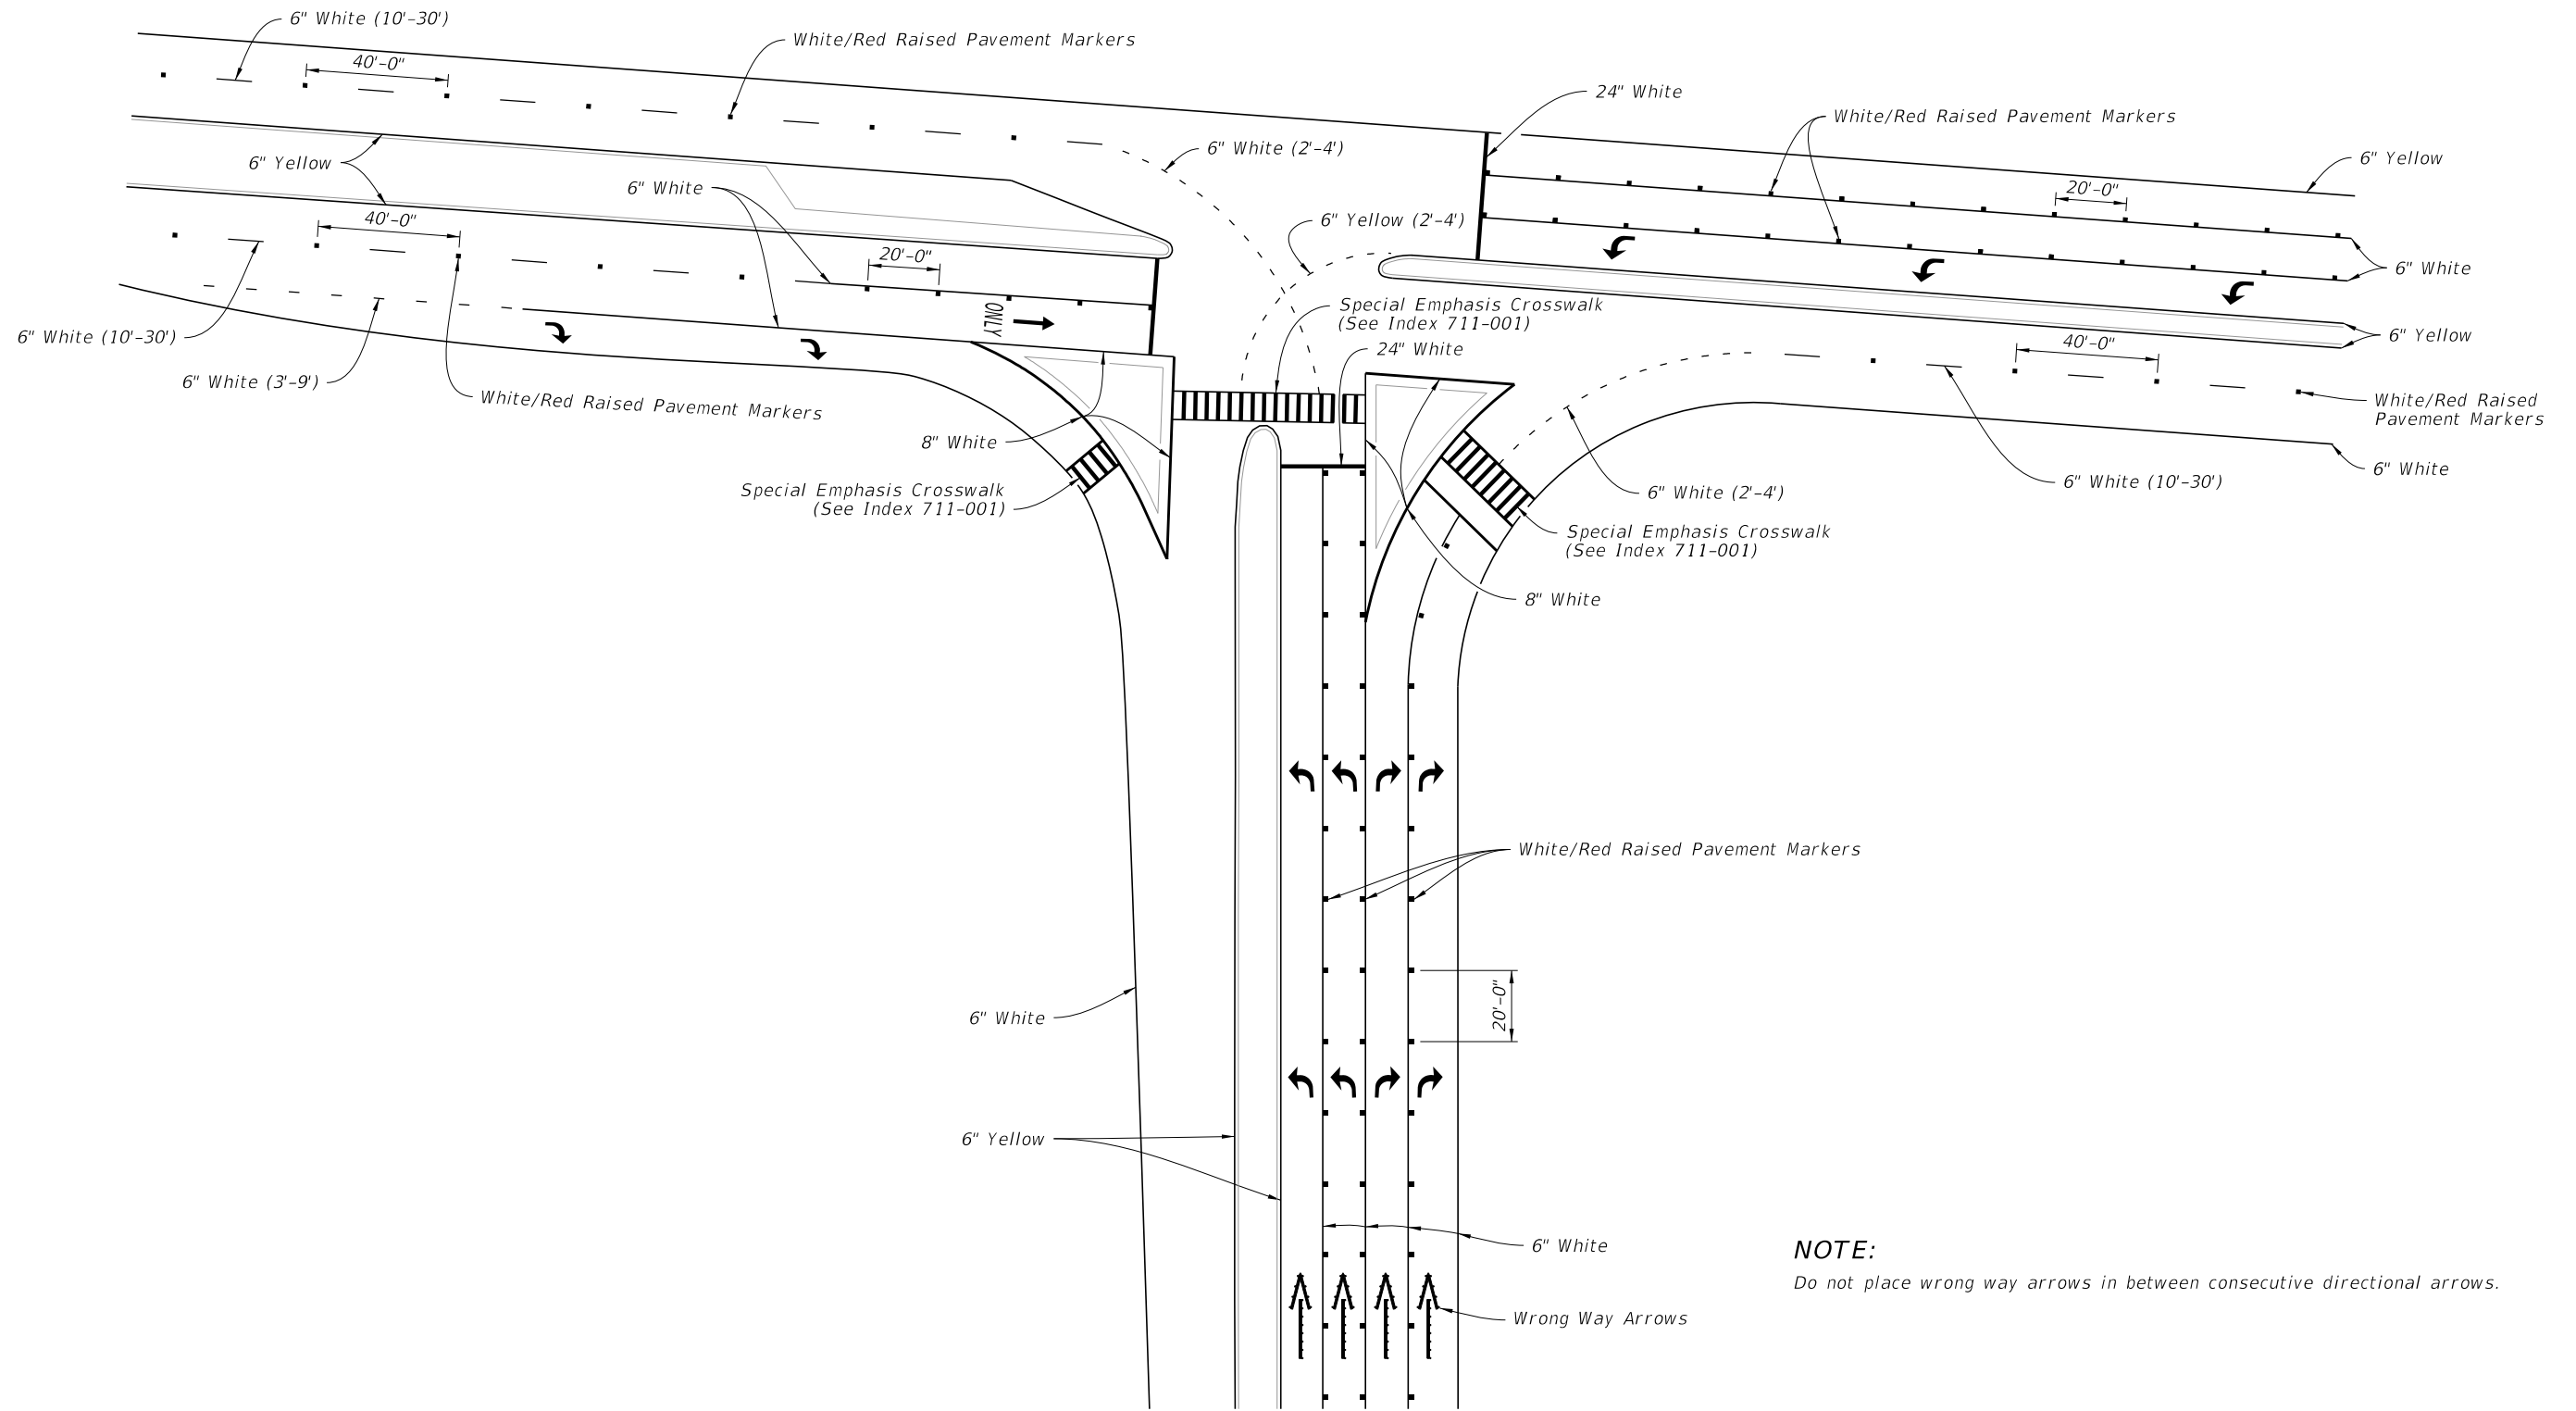 6" White (10'-30')
White/Red Raised Pavement Markers
40'-0"
24" White
White/Red Raised Pavement Markers
6" White (2'-4')
6" Yellow
6" Yellow
6" White
20'-0"
40'-0"
6" Yellow (2'-4')
20'-0"
6" White
ONLY
Special Emphasis Crosswalk
(See Index 711-001)
6" White (10'-30')
6" Yellow
24" White
40'-0"
6" White (3'-9')
White/Red Raised Pavement Markers
White/Red Raised
Pavement Markers
8" White
6" White
Special Emphasis Crosswalk
(See Index 711-001)
6" White (2'-4')
6" White (10'-30')
Special Emphasis Crosswalk
(See Index 711-001)
8" White
White/Red Raised Pavement Markers
20'-0"
6" White
6" Yellow
6" White
NOTE:
Do not place wrong way arrows in between consecutive directional arrows.
Wrong Way Arrows